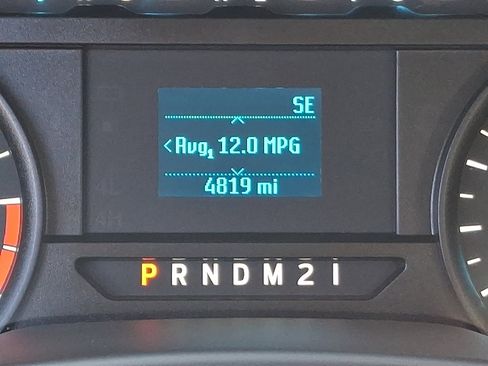 SE
<Avg1 12.0 MPG
4819 mi
P R N D M 2 1